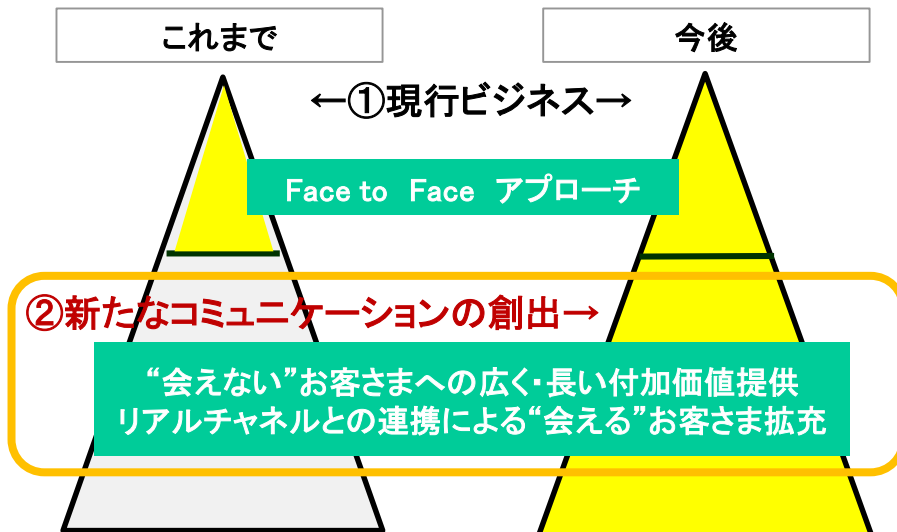 これまで
今後
←①現行ビジネス→
Face to Face アプローチ
②新たなコミュニケーションの創出→
“会えない”お客さまへの広く・長い付加価値提供
リアルチャネルとの連携による“会える”お客さま拡充